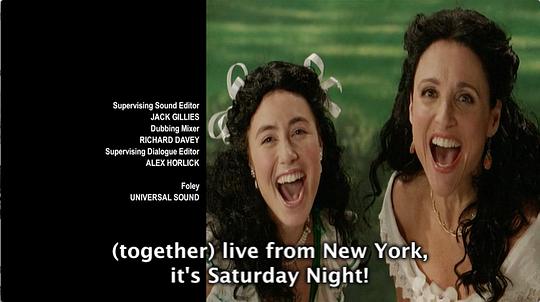 Supervising Sound Editor
JACK GILLIES
Dubbing Mixer
RICHARD DAVEY
Supervising Dialogue Editor
ALEX HORLICK
Foley
UNIVERSAL SOUND
(together) live from New York,
it's Saturday Night!